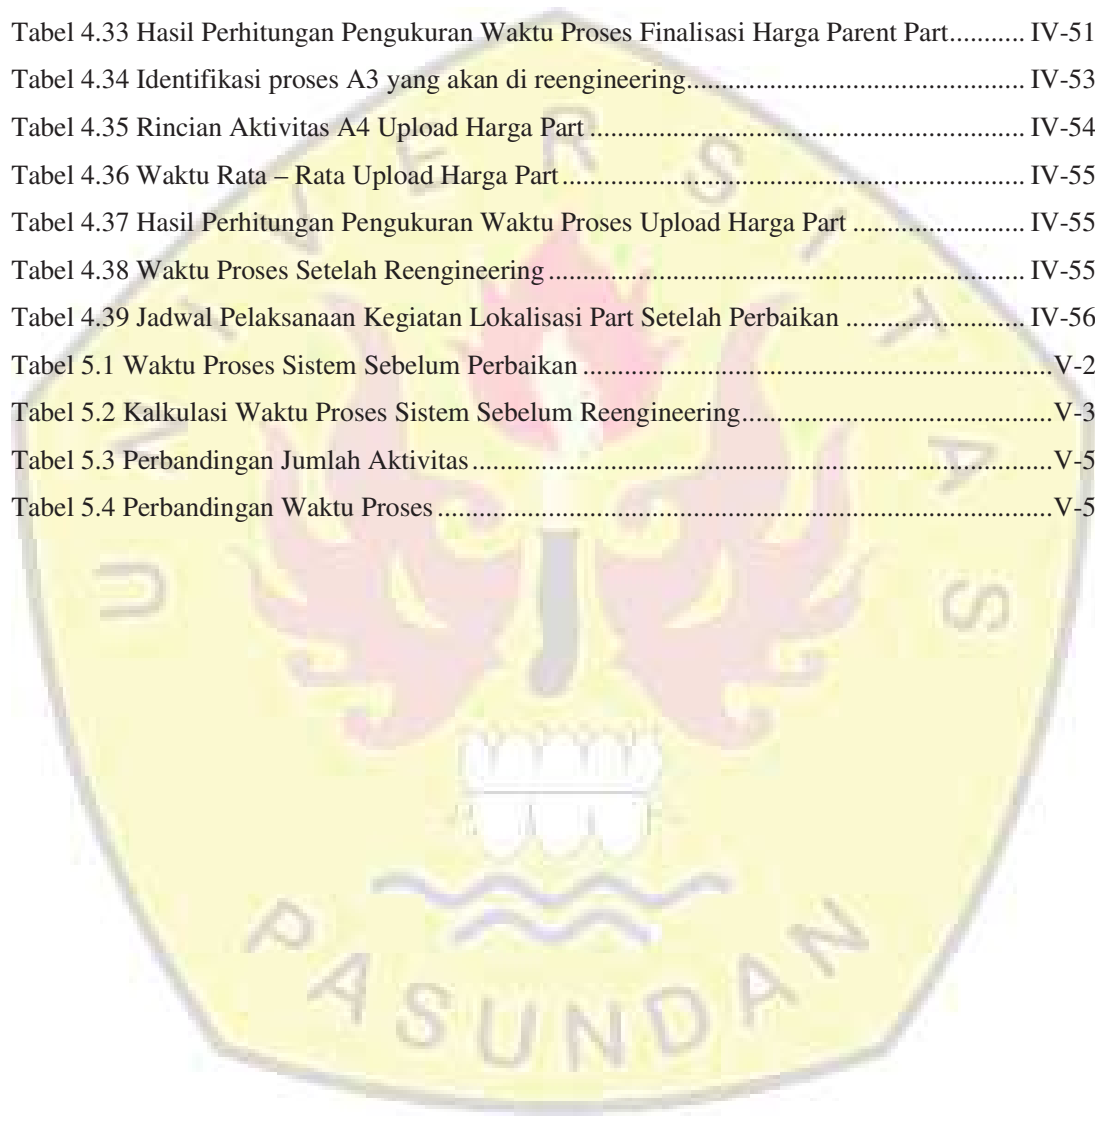 Tabel 4.33 Hasil Perhitungan Pengukuran Waktu Proses Finalisasi Harga Parent Part........... IV-51
Tabel 4.34 Identifikasi proses A3 yang akan di reengineering.................................................... IV-53
Tabel 4.35 Rincian Aktivitas A4 Upload Harga Part ................................................................... IV-54
Tabel 4.36 Waktu Rata – Rata Upload Harga Part ....................................................................... IV-55
Tabel 4.37 Hasil Perhitungan Pengukuran Waktu Proses Upload Harga Part .......................... IV-55
Tabel 4.38 Waktu Proses Setelah Reengineering ......................................................................... IV-55
Tabel 4.39 Jadwal Pelaksanaan Kegiatan Lokalisasi Part Setelah Perbaikan ........................... IV-56
Tabel 5.1 Waktu Proses Sistem Sebelum Perbaikan ........................................................................V-2
Tabel 5.2 Kalkulasi Waktu Proses Sistem Sebelum Reengineering................................................V-3
Tabel 5.3 Perbandingan Jumlah Aktivitas ........................................................................................V-5
Tabel 5.4 Perbandingan Waktu Proses .............................................................................................V-5
UNIVERSITAS
PASUNDAN